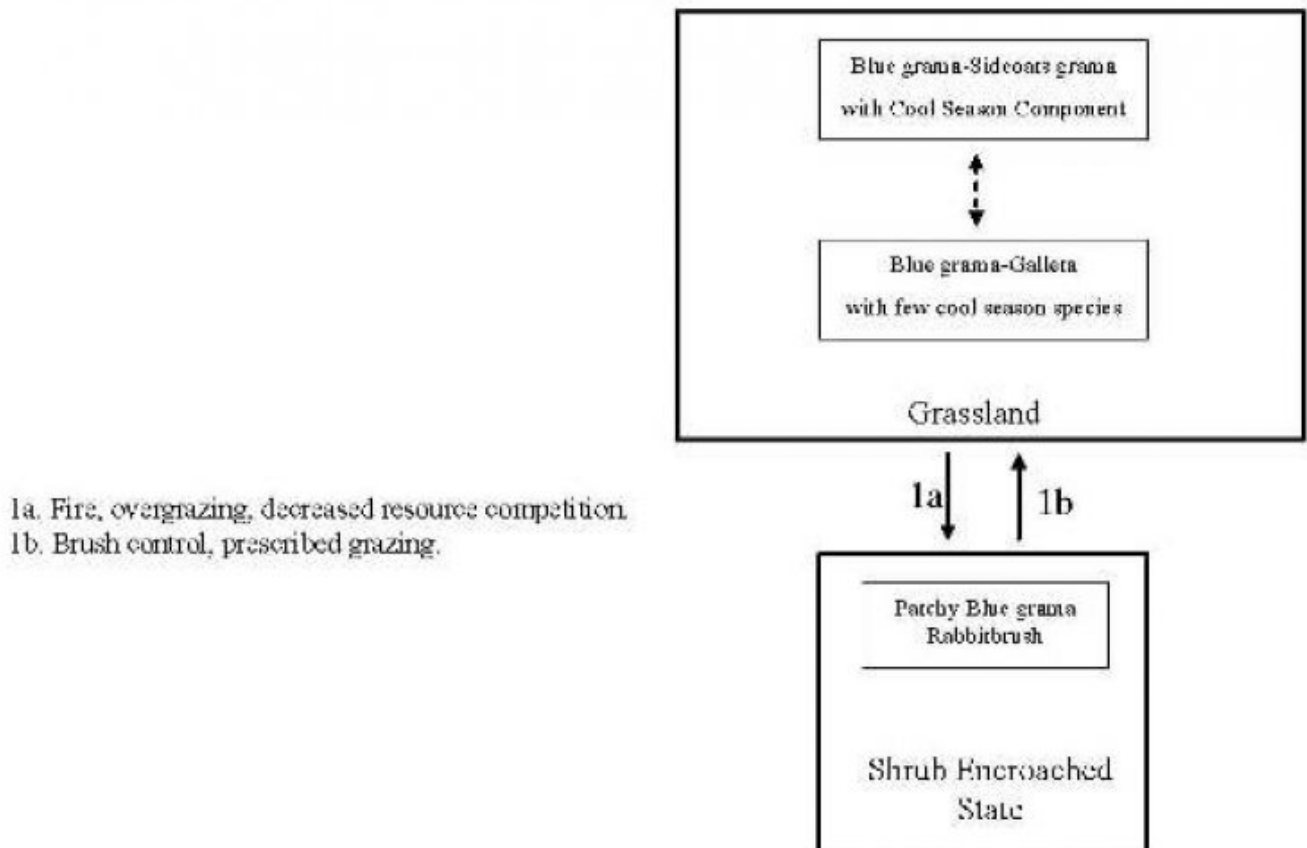 Blue grama-Sideoats grama
with Cool Season Component
Blue grama-Galleta
with few cool season species
Grassland
1a
1b
1a. Fire, overgrazing, decreased resource competition.
1b. Brush control, prescribed grazing.
Patchy Blue grama
Rabbitbrush
Shrub Encroached
State